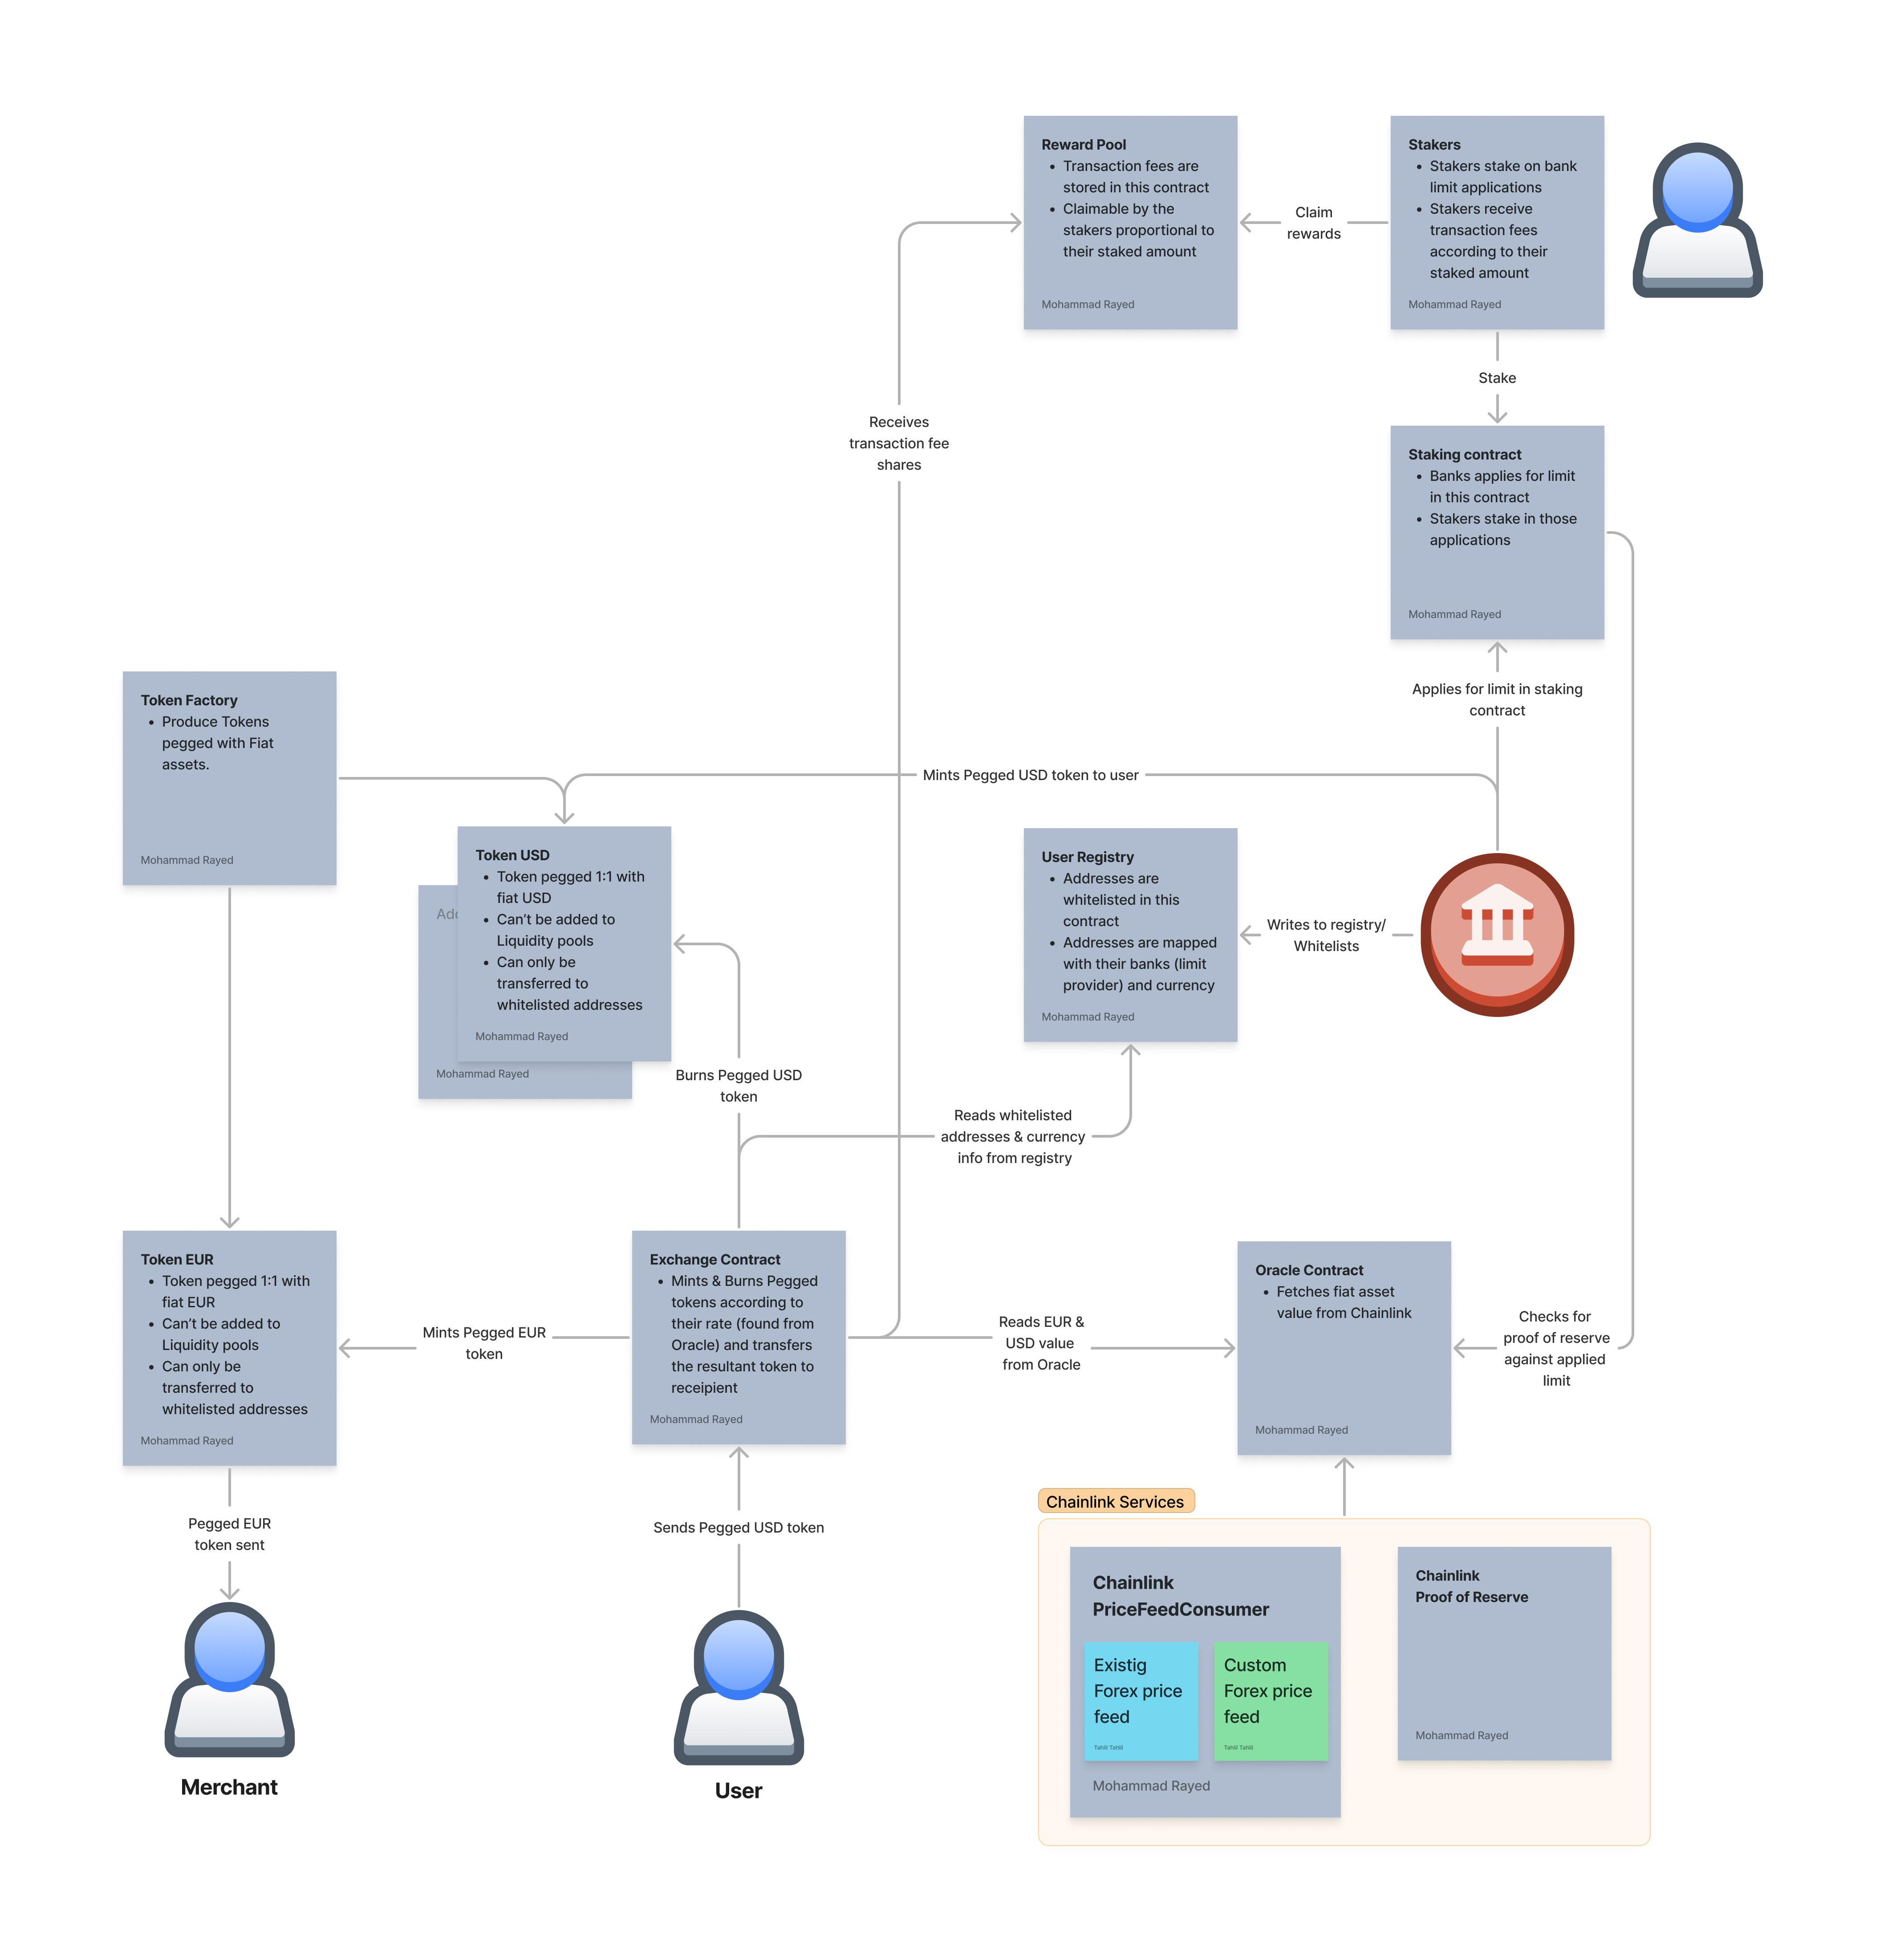 Reward Pool
Transaction fees are
stored in this contract
Claimable by the
stakers proportional to
their staked amount
Mohammad Rayed
Claim
rewards
Stakers
Stakers stake on bank
limit applications
Stakers receive
transaction fees
according to their
staked amount
Mohammad Rayed
Stake
Receives
transaction fee
shares
Staking contract
Banks applies for limit
in this contract
Stakers stake in those
applications
Mohammad Rayed
Applies for limit in staking
contract
Token Factory
Produce Tokens
pegged with Fiat
assets.
Mohammad Rayed
Mints Pegged USD token to user
Token USD
Token pegged 1:1 with
fiat USD
Can't be added to
Liquidity pools
Can only be
transferred to
whitelisted addresses
Mohammad Rayed
Mohammad Rayed
User Registry
Addresses are
whitelisted in this
contract
Addresses are mapped
with their banks (limit
provider) and currency
Mohammad Rayed
Writes to registry/
Whitelists
Burns Pegged USD
token
Reads whitelisted
addresses & currency
info from registry
Token EUR
Token pegged 1:1 with
fiat EUR
Can't be added to
Liquidity pools
Can only be
transferred to
whitelisted addresses
Mohammad Rayed
Mints Pegged EUR
token
Exchange Contract
Mints & Burns Pegged
tokens according to
their rate (found from
Oracle) and transfers
the resultant token to
receipient
Mohammad Rayed
Reads EUR &
USD value
from Oracle
Oracle Contract
Fetches fiat asset
value from Chainlink
Mohammad Rayed
Checks for
proof of reserve
against applied
limit
Pegged EUR
token sent
Sends Pegged USD token
Merchant
User
Chainlink Services
Chainlink
PriceFeedConsumer
Existig
Forex price
feed
Tahlil Tahlil
Custom
Forex price
feed
Tahlil Tahlil
Mohammad Rayed
Chainlink
Proof of Reserve
Mohammad Rayed